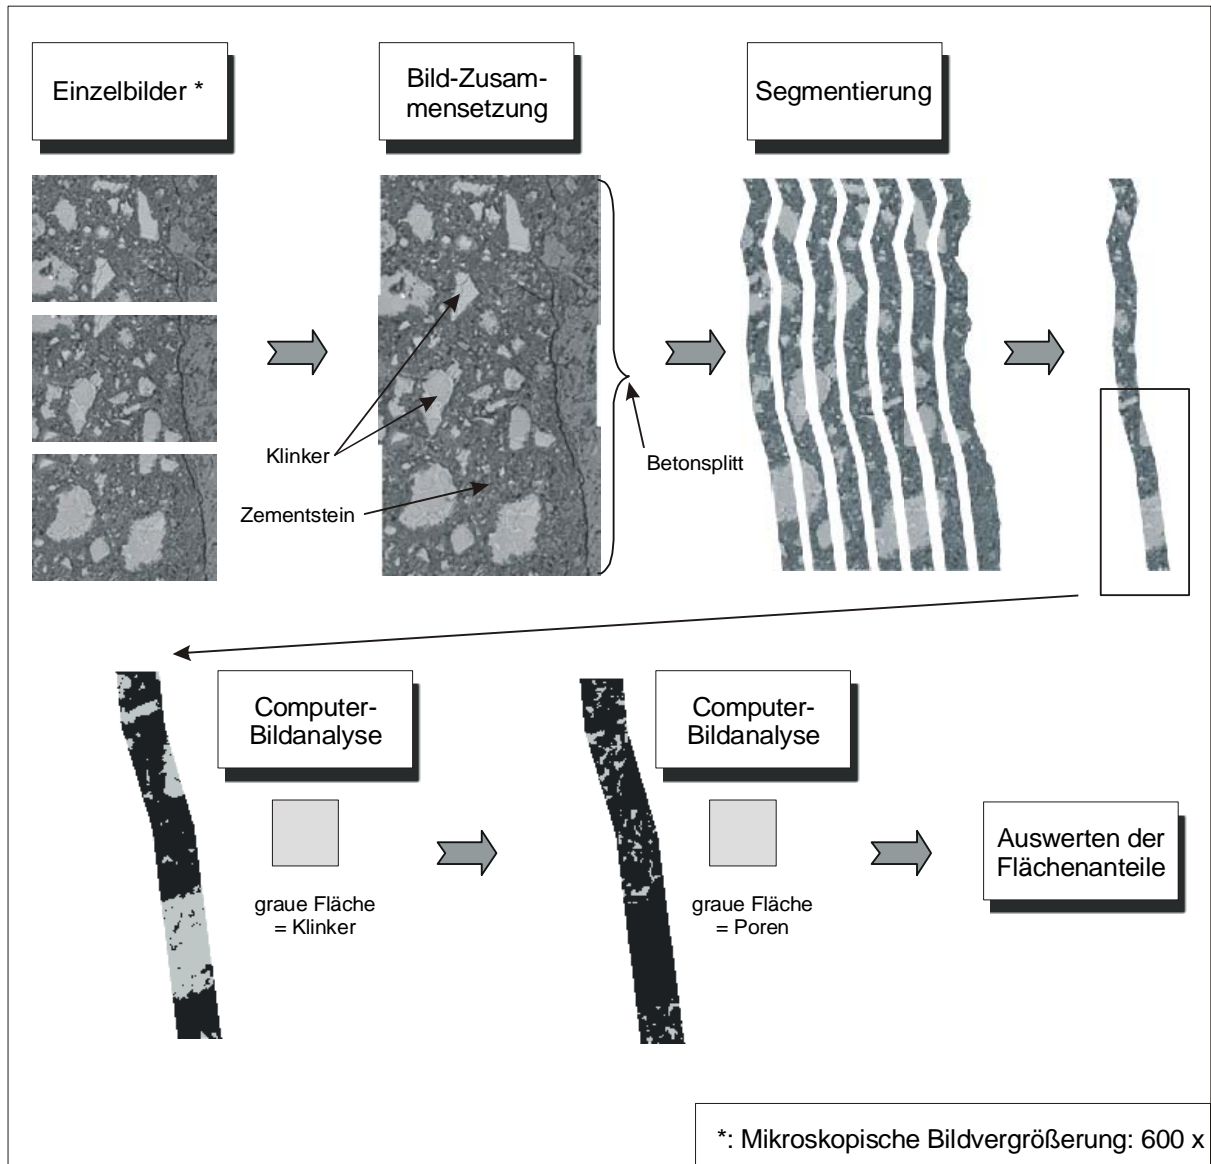 Einzelbilder *
Bild-Zusam-
mensetzung
Segmentierung
Klinker
Zementstein
Betonsplitt
Computer-
Bildanalyse
graue Fläche
= Klinker
Computer-
Bildanalyse
graue Fläche
= Poren
Auswerten der
Flächenanteile
*: Mikroskopische Bildvergrößerung: 600 x